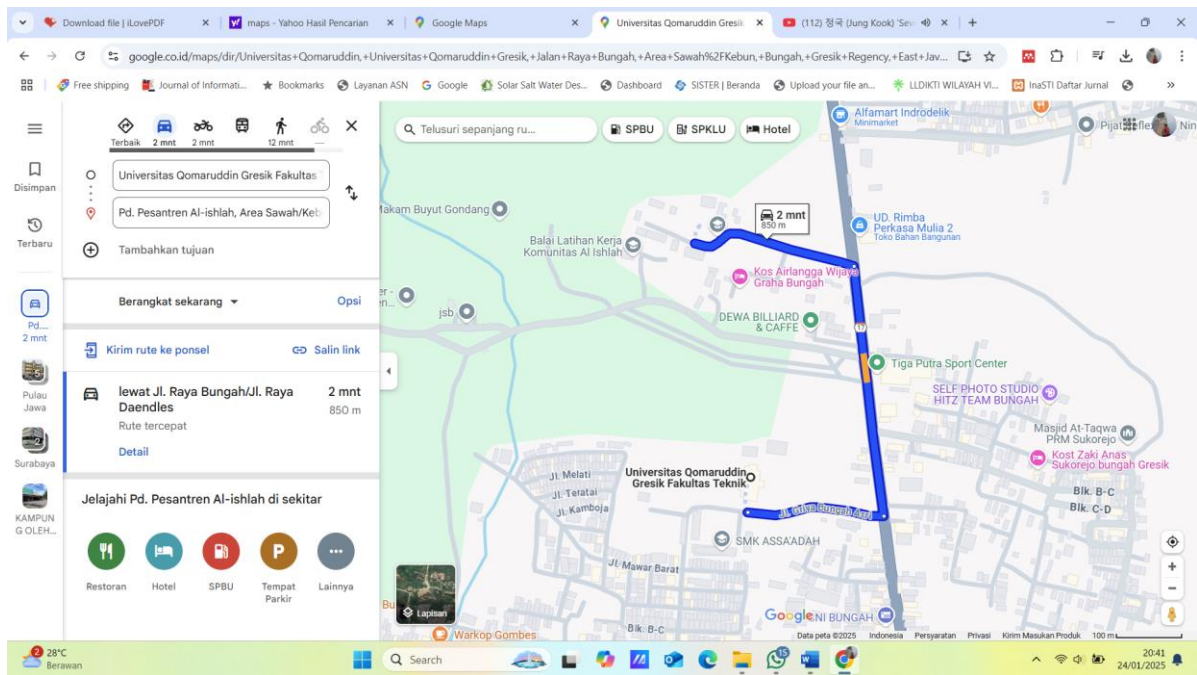 Download file | iLovePDF
maps - Yahoo Hasil Pencarian
Google Maps
Universitas Qomaruddin Gresik
(112) 정국 (Jung Kook) 'Sev
google.co.id/maps/dir/Universitas+Qomaruddin,+Universitas+Qomaruddin+Gresik,+Jalan+Raya+Bungah,+Area+Sawah%2FKebun,+Bungah,+Gresik+Regency,+East+Jav...
Free shipping
Journal of Informati...
Bookmarks
Layanan ASN
Google
Solar Salt Water Des...
Dashboard
SISTER | Beranda
Upload your file an...
LLDIKTI WILAYAH VI...
InaSTI Daftar Jurnal
Disimpan
Terbaru
Pd....
2 mnt
Pulau
Jawa
Surabaya
KAMPUN
G OLEH...
Terbaik
2 mnt
2 mnt
12 mnt
Universitas Qomaruddin Gresik Fakultas
Pd. Pesantren Al-ishlah, Area Sawah/Keb
Tambahkan tujuan
Berangkat sekarang
Opsi
Kirim rute ke ponsel
Salin link
lewat Jl. Raya Bungah/Jl. Raya
Daendles
2 mnt
850 m
Rute tercepat
Detail
Jelajahi Pd. Pesantren Al-ishlah di sekitar
Restoran
Hotel
SPBU
Tempat
Parkir
Lainnya
Telusuri sepanjang ru...
SPBU
SPKLU
Hotel
Alfamart Indrodelik
Minimarket
Nin
Makam Buyut Gondang
2 mnt
850 m
UD. Rimba
Perkasa Mulia 2
Toko Bahan Bangunan
Balai Latihan Kerja
Komunitas Al Ishlah
Kos Airlangga Wijaya
Graha Bungah
jsb
DEWA BILLIARD
& CAFFE
17
Tiga Putra Sport Center
SELF PHOTO STUDIO
HITZ TEAM BUNGAH
Masjid At-Taqwa
PRM Sukorejo
Kost Zaki Anas
Sukorejo bungah Gresik
Jl. Melati
Universitas Qomaruddin
Gresik Fakultas Teknik
Jl. Teratai
Jl. Kamboja
Blk. B-C
Blk. C-D
Jl. Griya Bungah Asri
SMK ASSA'ADAH
Jl. Mawar Barat
Lapisan
Google
NI BUNGAH
Blk. B-C
Warkop Gombes
Data peta ©2025
Indonesia
Persyaratan
Privasi
Kirim Masukan Produk
100 m
2
28°C
Berawan
Search
15
20:41
24/01/2025